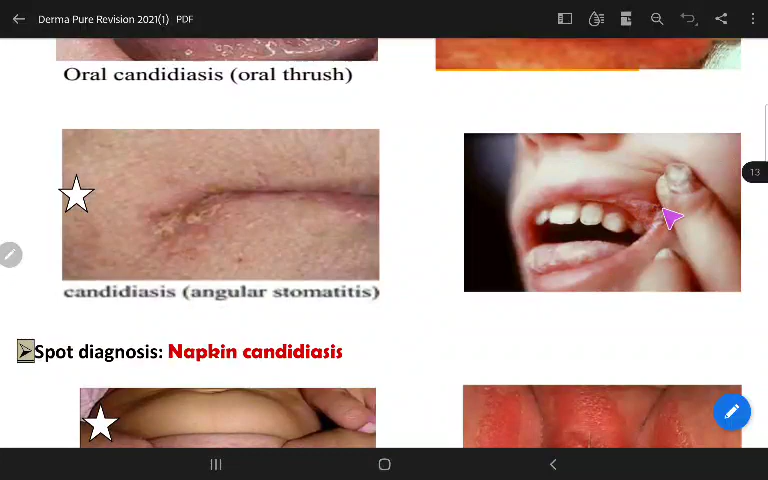 Derma Pure Revision 2021(1) PDF
Oral candidiasis (oral thrush)
13
candidiasis (angular stomatitis)
Spot diagnosis: Napkin candidiasis